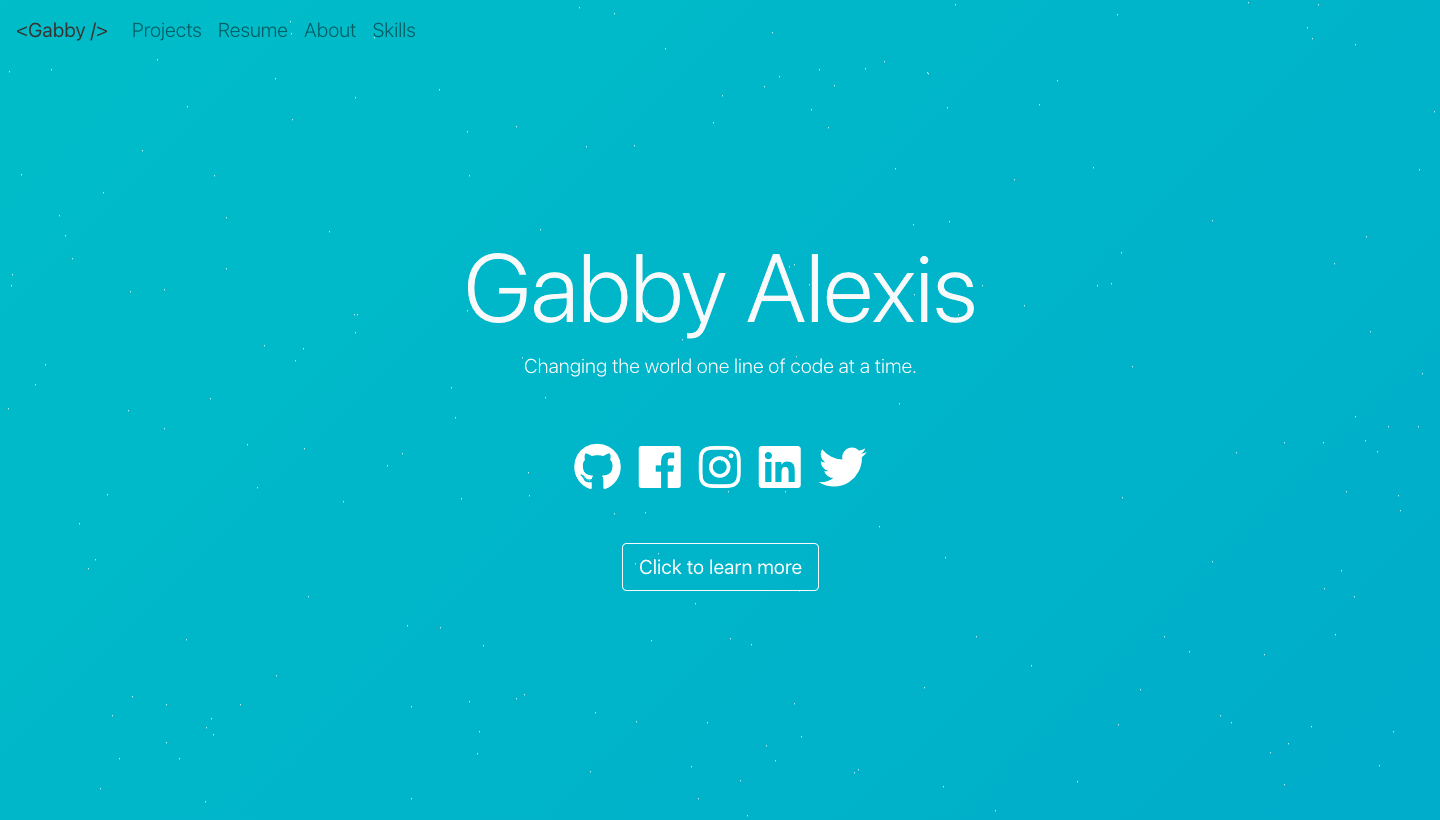 <Gabby /> Projects Resume About Skills
Gabby Alexis
Changing the world one line of code at a time.
Click to learn more